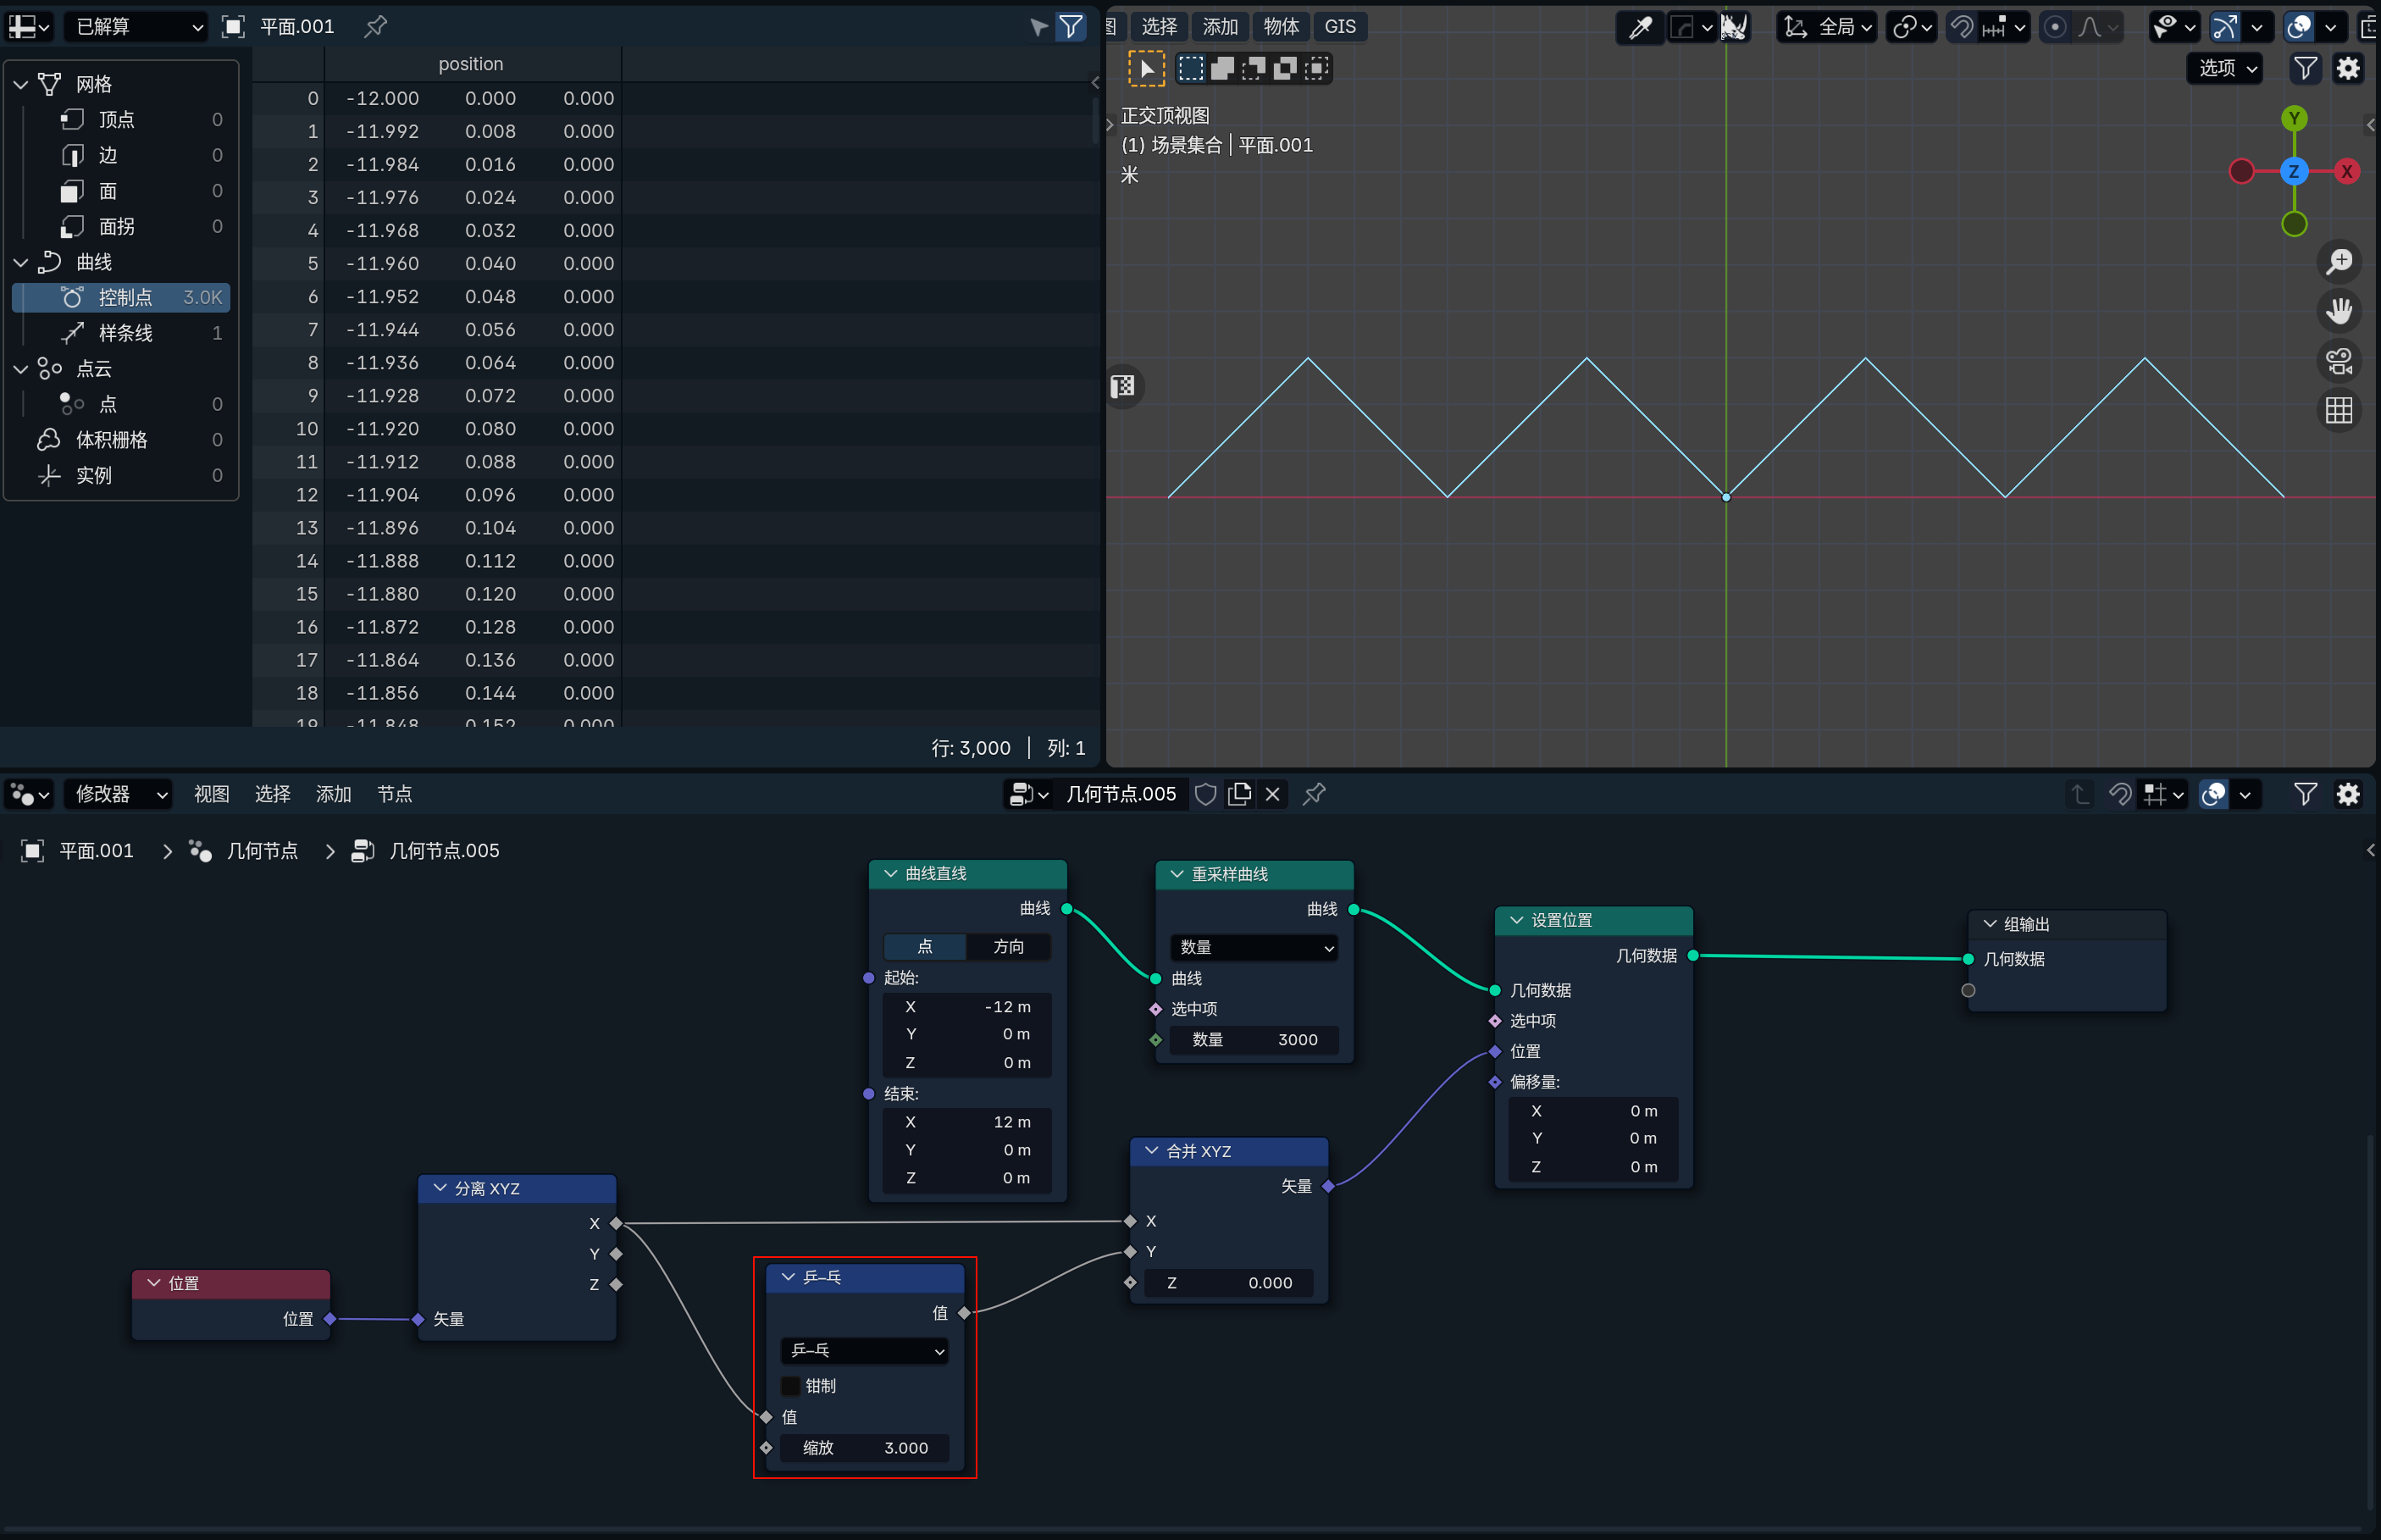 已解算 平面.001
网格
顶点 0
边 0
面 0
面拐 0
曲线
控制点 3.0K
样条线 1
点云
点 0
体积栅格 0
实例 0
position
0 -12.000 0.000 0.000
1 -11.992 0.008 0.000
2 -11.984 0.016 0.000
3 -11.976 0.024 0.000
4 -11.968 0.032 0.000
5 -11.960 0.040 0.000
6 -11.952 0.048 0.000
7 -11.944 0.056 0.000
8 -11.936 0.064 0.000
9 -11.928 0.072 0.000
10 -11.920 0.080 0.000
11 -11.912 0.088 0.000
12 -11.904 0.096 0.000
13 -11.896 0.104 0.000
14 -11.888 0.112 0.000
15 -11.880 0.120 0.000
16 -11.872 0.128 0.000
17 -11.864 0.136 0.000
18 -11.856 0.144 0.000
19 -11.848 0.152 0.000
行: 3,000 | 列: 1
图 选择 添加 物体 GIS 全局
选项
正交顶视图
(1) 场景集合 | 平面.001
米
Y
Z
X
修改器 视图 选择 添加 节点 几何节点.005
平面.001 > 几何节点 > 几何节点.005
曲线直线
曲线
点 方向
起始:
X -12 m
Y 0 m
Z 0 m
结束:
X 12 m
Y 0 m
Z 0 m
重采样曲线
曲线
数量
曲线
选中项
数量 3000
设置位置
几何数据
几何数据
选中项
位置
偏移量:
X 0 m
Y 0 m
Z 0 m
组输出
几何数据
位置
位置
分离 XYZ
X
Y
Z
矢量
乒乓
值
乒乓
钳制
值
缩放 3.000
合并 XYZ
矢量
X
Y
Z 0.000